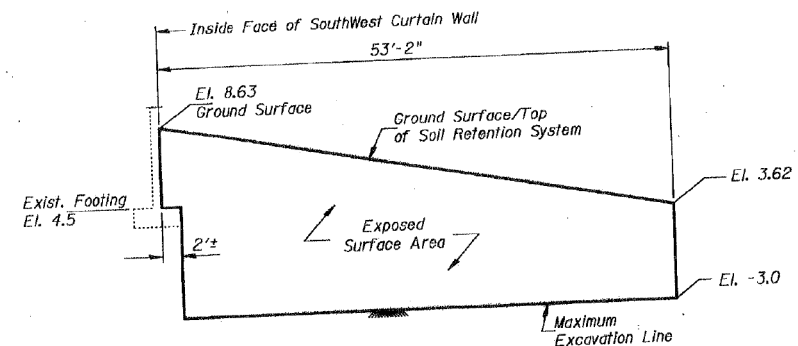 Inside Face of SouthWest Curtain Wall
53'-2"
El. 8.63
Ground Surface
Ground Surface/Top
of Soil Retention System
El. 3.62
Exist. Footing
El. 4.5
Exposed
Surface Area
2'±
El. -3.0
Maximum
Excavation Line